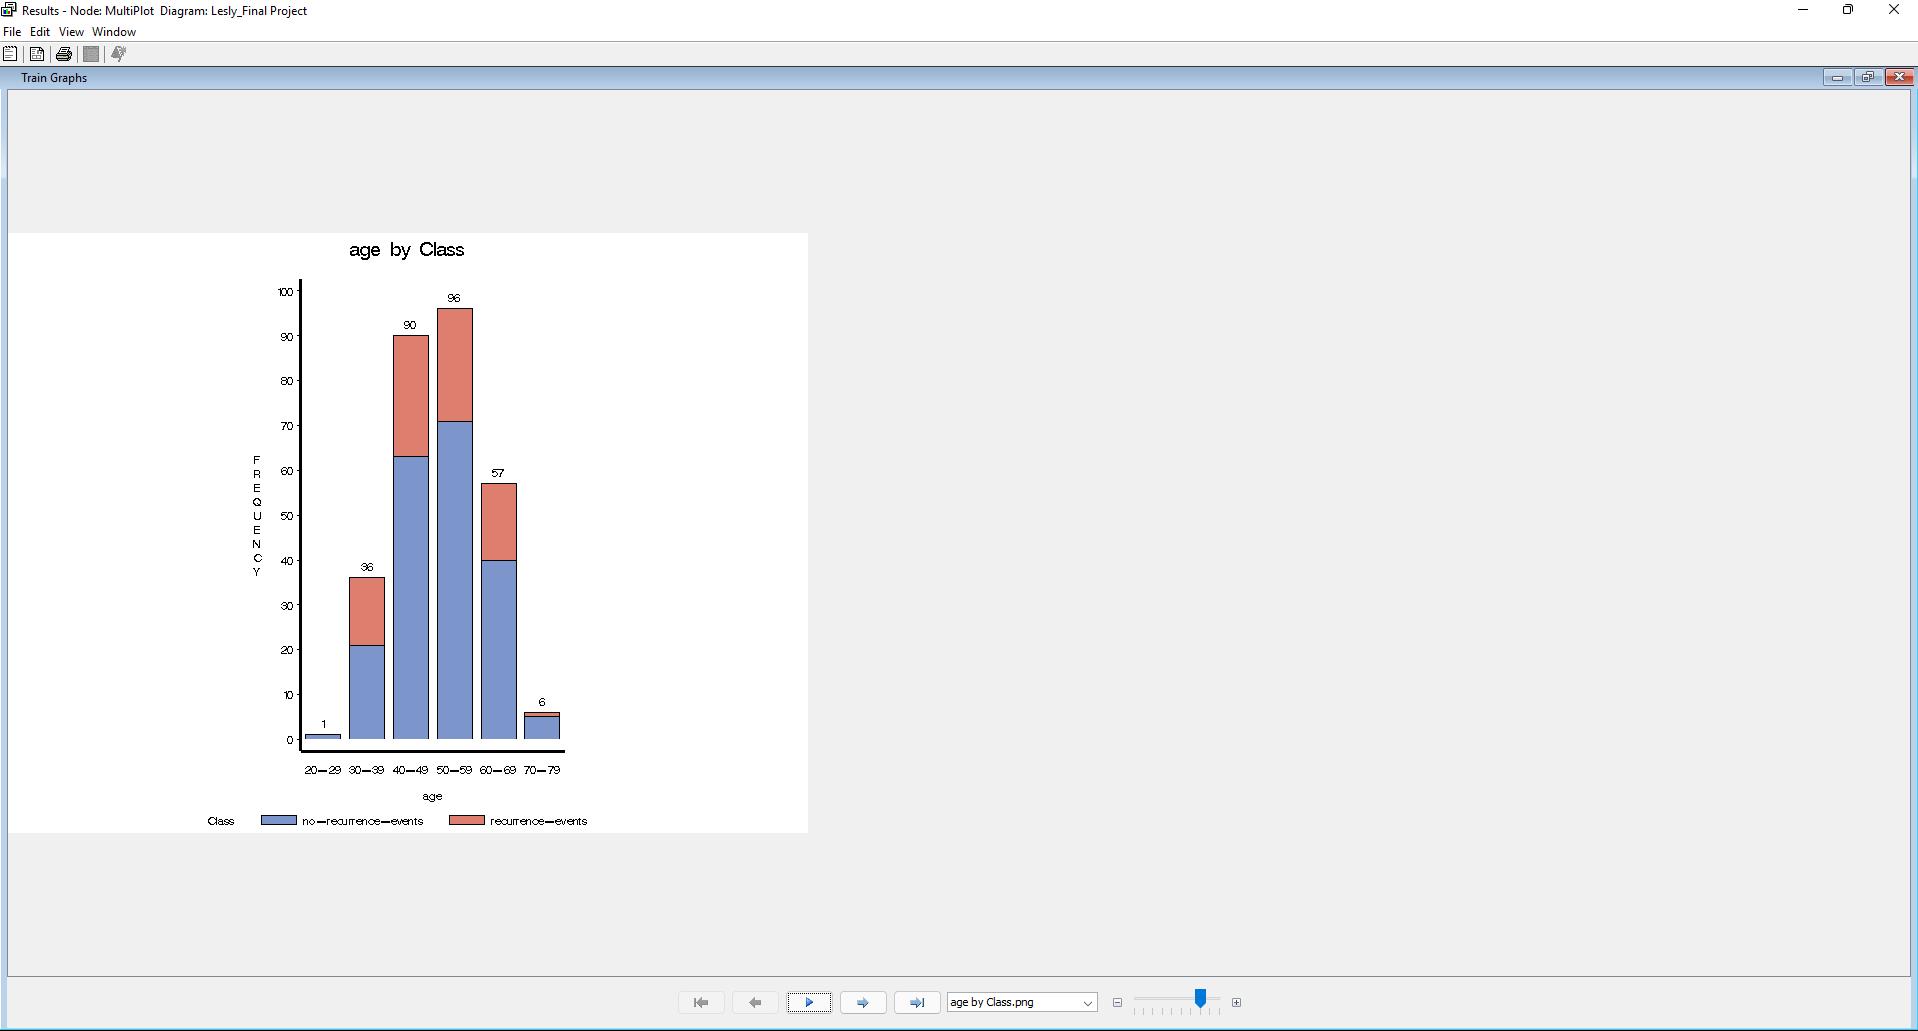 Results - Node: MultiPlot  Diagram: Lesly_Final Project
File Edit View Window
Train Graphs
age by Class
100
90
80
70
60
50
40
30
20
10
0
FREQUENCY
1
36
90
96
57
6
20-29 30-39 40-49 50-59 60-69 70-79
age
Class no-recurrence-events recurrence-events
age by Class.png